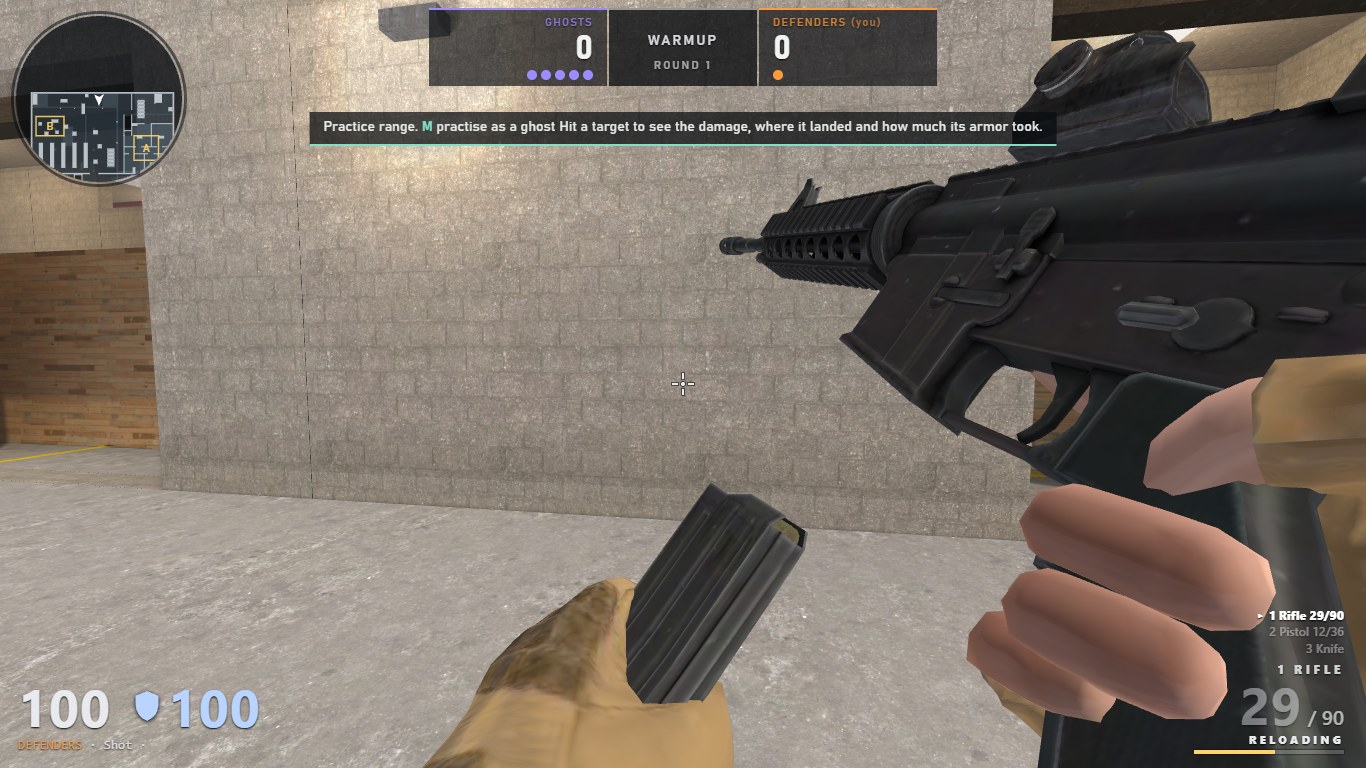 GHOSTS
0
WARMUP
ROUND 1
DEFENDERS (you)
0
Practice range. M practise as a ghost Hit a target to see the damage, where it landed and how much its armor took.
B
A
1 Rifle 29/90
2 Pistol 12/36
3 Knife
1 RIFLE
29 / 90
RELOADING
100 100
DEFENDERS · Shot ·